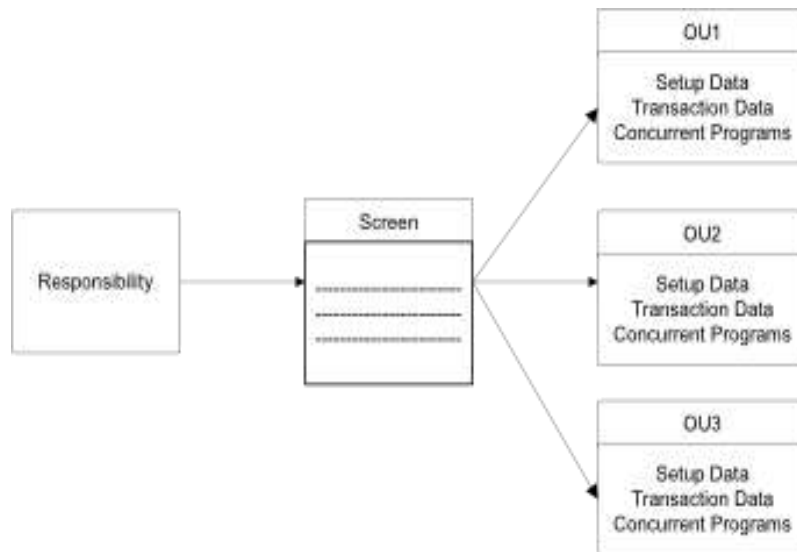 OU1
Setup Data
Transaction Data
Concurrent Programs
Responsibility
Screen
OU2
Setup Data
Transaction Data
Concurrent Programs
OU3
Setup Data
Transaction Data
Concurrent Programs